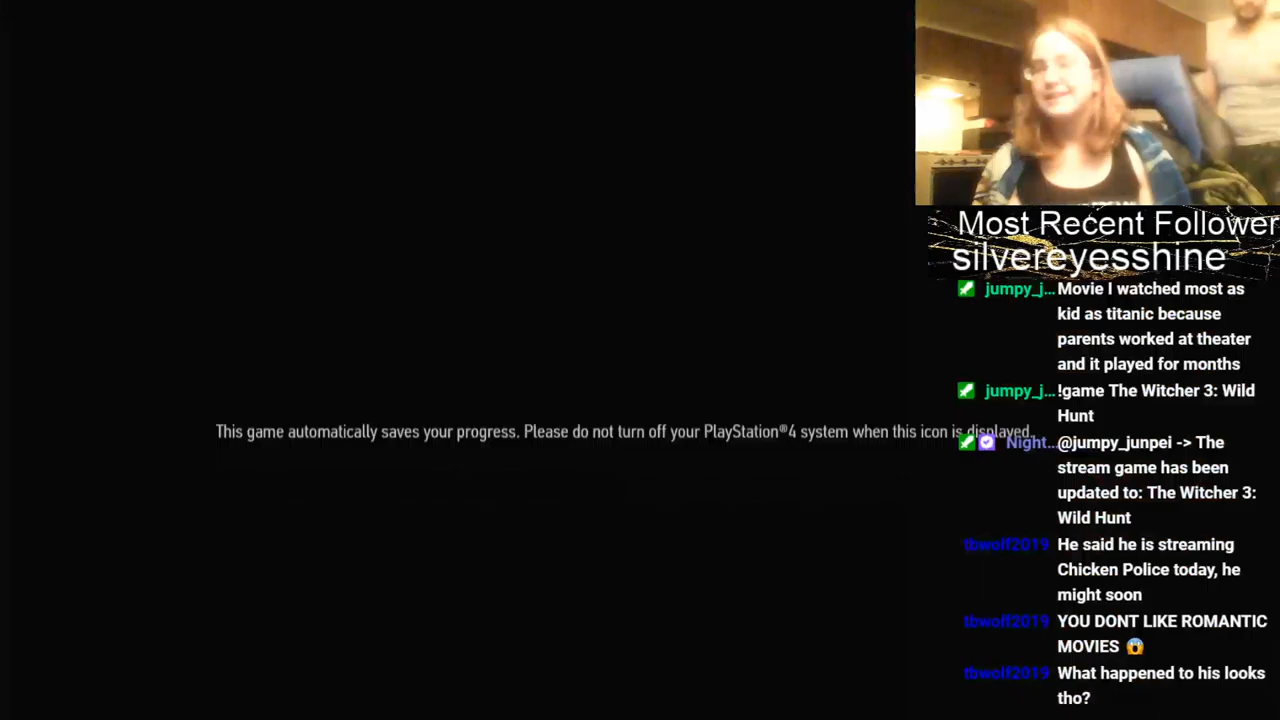 Most Recent Follower
silvereyesshine
jumpy_j... Movie I watched most as
kid as titanic because
parents worked at theater
and it played for months
jumpy_j... !game The Witcher 3: Wild
Hunt
This game automatically saves your progress. Please do not turn off your PlayStation®4 system when this icon is displayed.
Night... @jumpy_junpei -> The
stream game has been
updated to: The Witcher 3:
Wild Hunt
tbwolf2019 He said he is streaming
Chicken Police today, he
might soon
tbwolf2019 YOU DONT LIKE ROMANTIC
MOVIES 😱
tbwolf2019 What happened to his looks
tho?